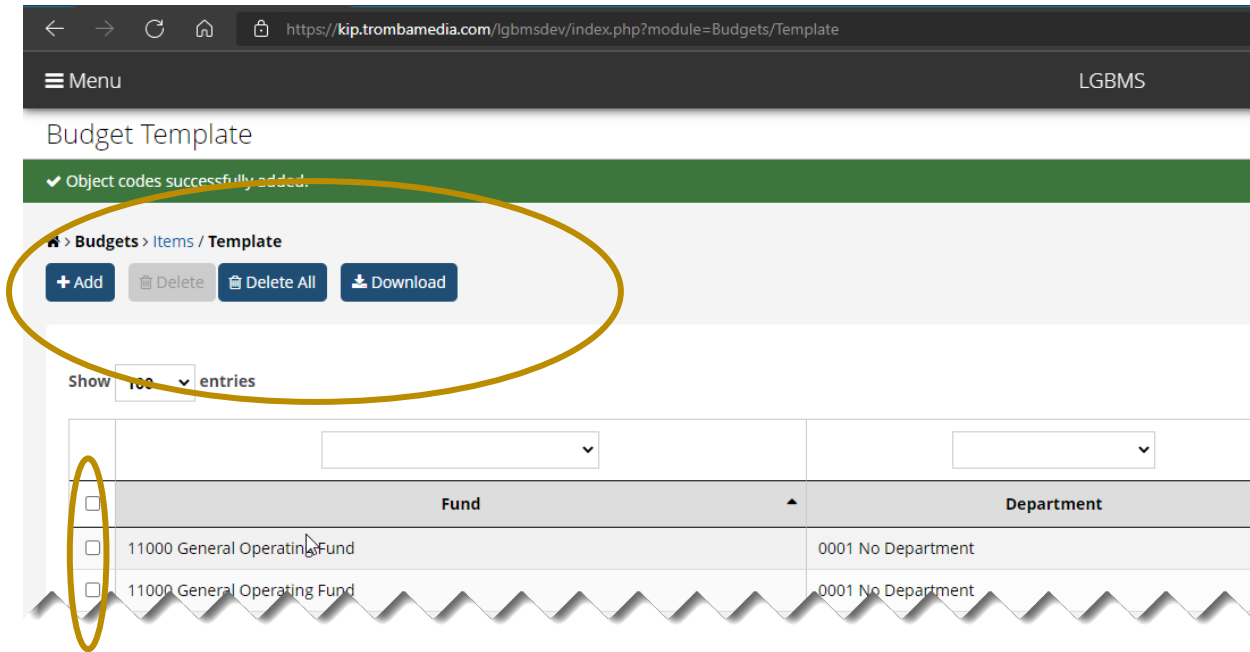 https://kip.trombamedia.com/lgbmsdev/index.php?module=Budgets/Template
Menu LGBMS
Budget Template
Object codes successfully added.
> Budgets > Items / Template
Add Delete Delete All Download
Show 100 entries
Fund Department
11000 General Operating Fund 0001 No Department
11000 General Operating Fund 0001 No Department